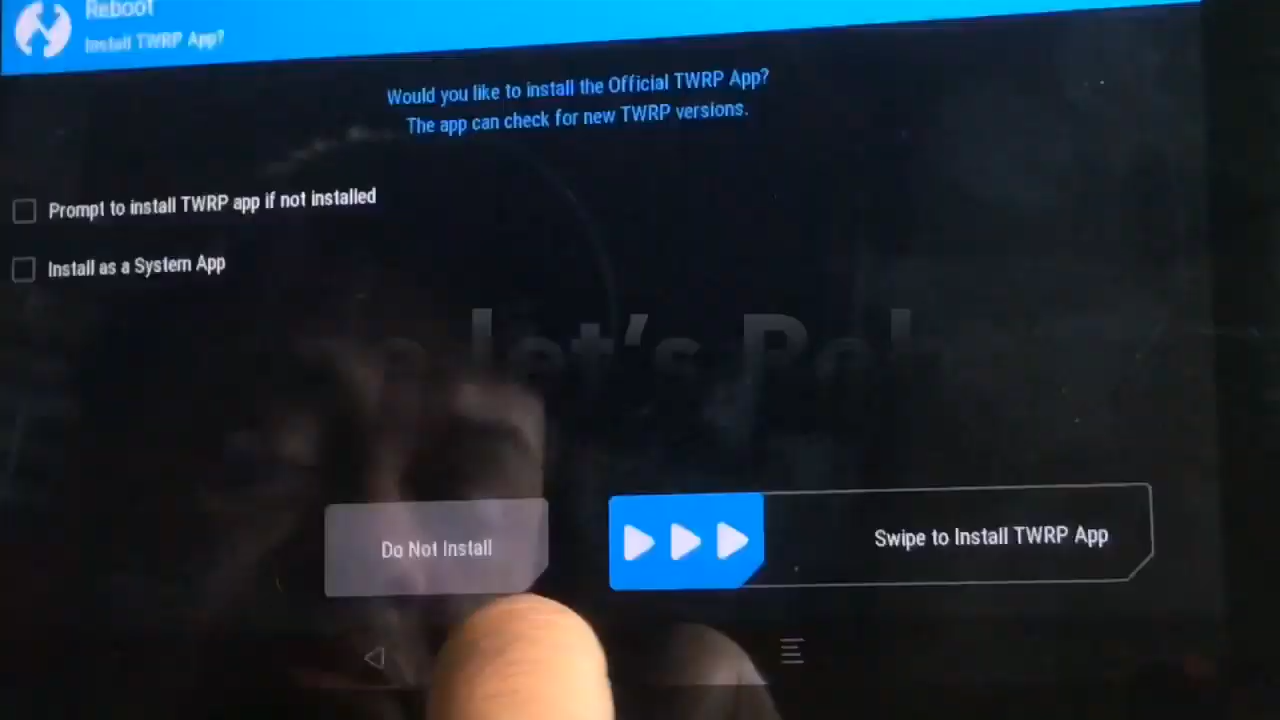 Reboot
Install TWRP App?
Would you like to install the Official TWRP App?
The app can check for new TWRP versions.
Prompt to install TWRP app if not installed
Install as a System App
let's
Do Not Install
Swipe to Install TWRP App